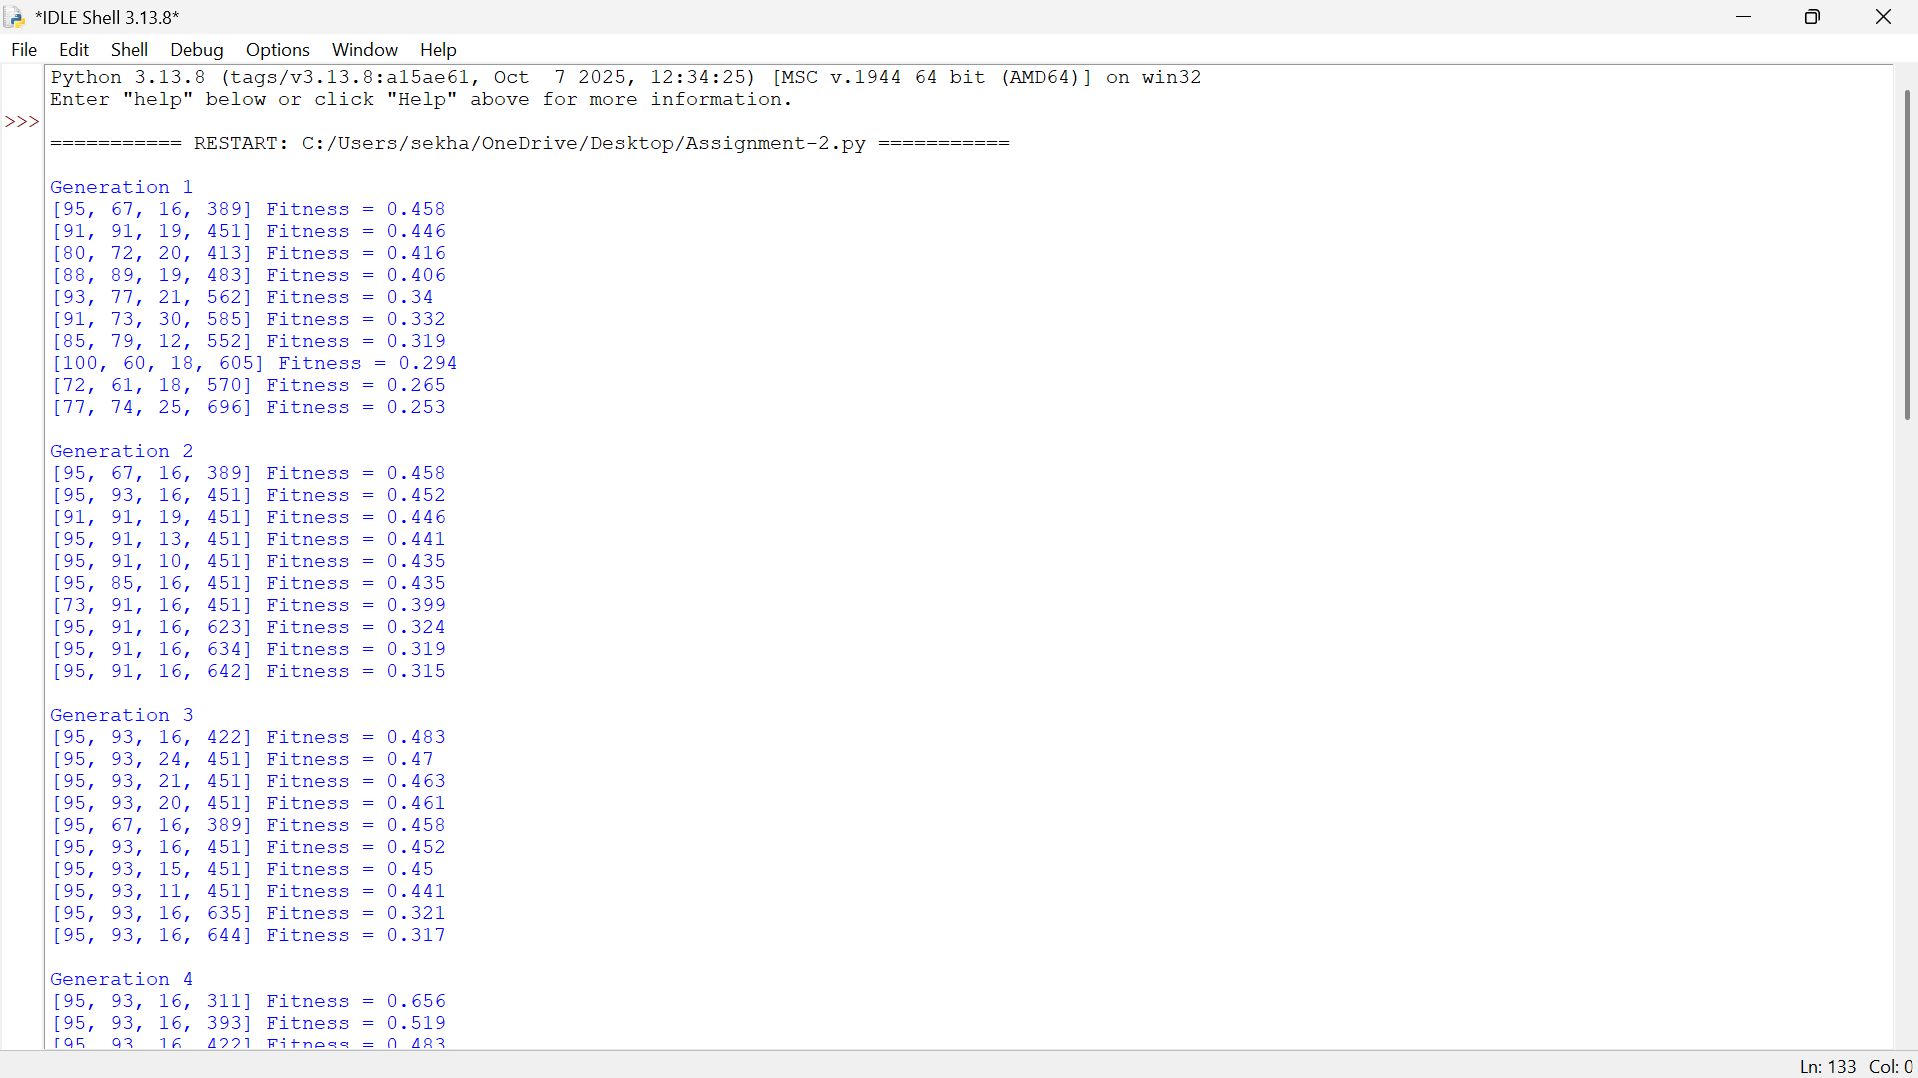 *IDLE Shell 3.13.8*
File Edit Shell Debug Options Window Help
Python 3.13.8 (tags/v3.13.8:a15ae61, Oct  7 2025, 12:34:25) [MSC v.1944 64 bit (AMD64)] on win32
Enter "help" below or click "Help" above for more information.
>>>
=========== RESTART: C:/Users/sekha/OneDrive/Desktop/Assignment-2.py ===========
Generation 1
[95, 67, 16, 389] Fitness = 0.458
[91, 91, 19, 451] Fitness = 0.446
[80, 72, 20, 413] Fitness = 0.416
[88, 89, 19, 483] Fitness = 0.406
[93, 77, 21, 562] Fitness = 0.34
[91, 73, 30, 585] Fitness = 0.332
[85, 79, 12, 552] Fitness = 0.319
[100, 60, 18, 605] Fitness = 0.294
[72, 61, 18, 570] Fitness = 0.265
[77, 74, 25, 696] Fitness = 0.253
Generation 2
[95, 67, 16, 389] Fitness = 0.458
[95, 93, 16, 451] Fitness = 0.452
[91, 91, 19, 451] Fitness = 0.446
[95, 91, 13, 451] Fitness = 0.441
[95, 91, 10, 451] Fitness = 0.435
[95, 85, 16, 451] Fitness = 0.435
[73, 91, 16, 451] Fitness = 0.399
[95, 91, 16, 623] Fitness = 0.324
[95, 91, 16, 634] Fitness = 0.319
[95, 91, 16, 642] Fitness = 0.315
Generation 3
[95, 93, 16, 422] Fitness = 0.483
[95, 93, 24, 451] Fitness = 0.47
[95, 93, 21, 451] Fitness = 0.463
[95, 93, 20, 451] Fitness = 0.461
[95, 67, 16, 389] Fitness = 0.458
[95, 93, 16, 451] Fitness = 0.452
[95, 93, 15, 451] Fitness = 0.45
[95, 93, 11, 451] Fitness = 0.441
[95, 93, 16, 635] Fitness = 0.321
[95, 93, 16, 644] Fitness = 0.317
Generation 4
[95, 93, 16, 311] Fitness = 0.656
[95, 93, 16, 393] Fitness = 0.519
[95, 93, 16, 422] Fitness = 0.483
Ln: 133 Col: 0